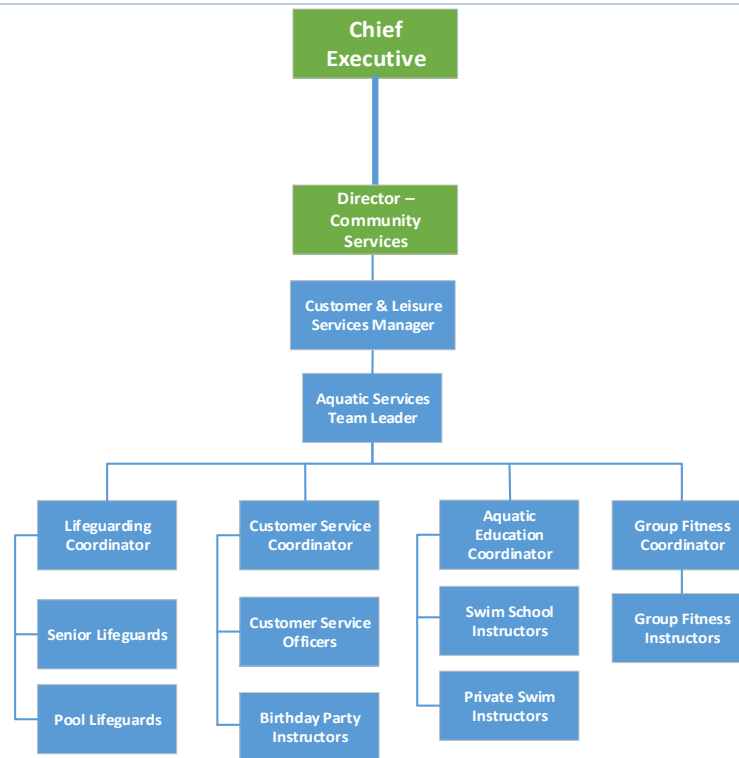 Chief
Executive
Director –
Community
Services
Customer & Leisure
Services Manager
Aquatic Services
Team Leader
Lifeguarding
Coordinator
Customer Service
Coordinator
Aquatic
Education
Coordinator
Group Fitness
Coordinator
Senior Lifeguards
Customer Service
Officers
Swim School
Instructors
Group Fitness
Instructors
Pool Lifeguards
Birthday Party
Instructors
Private Swim
Instructors